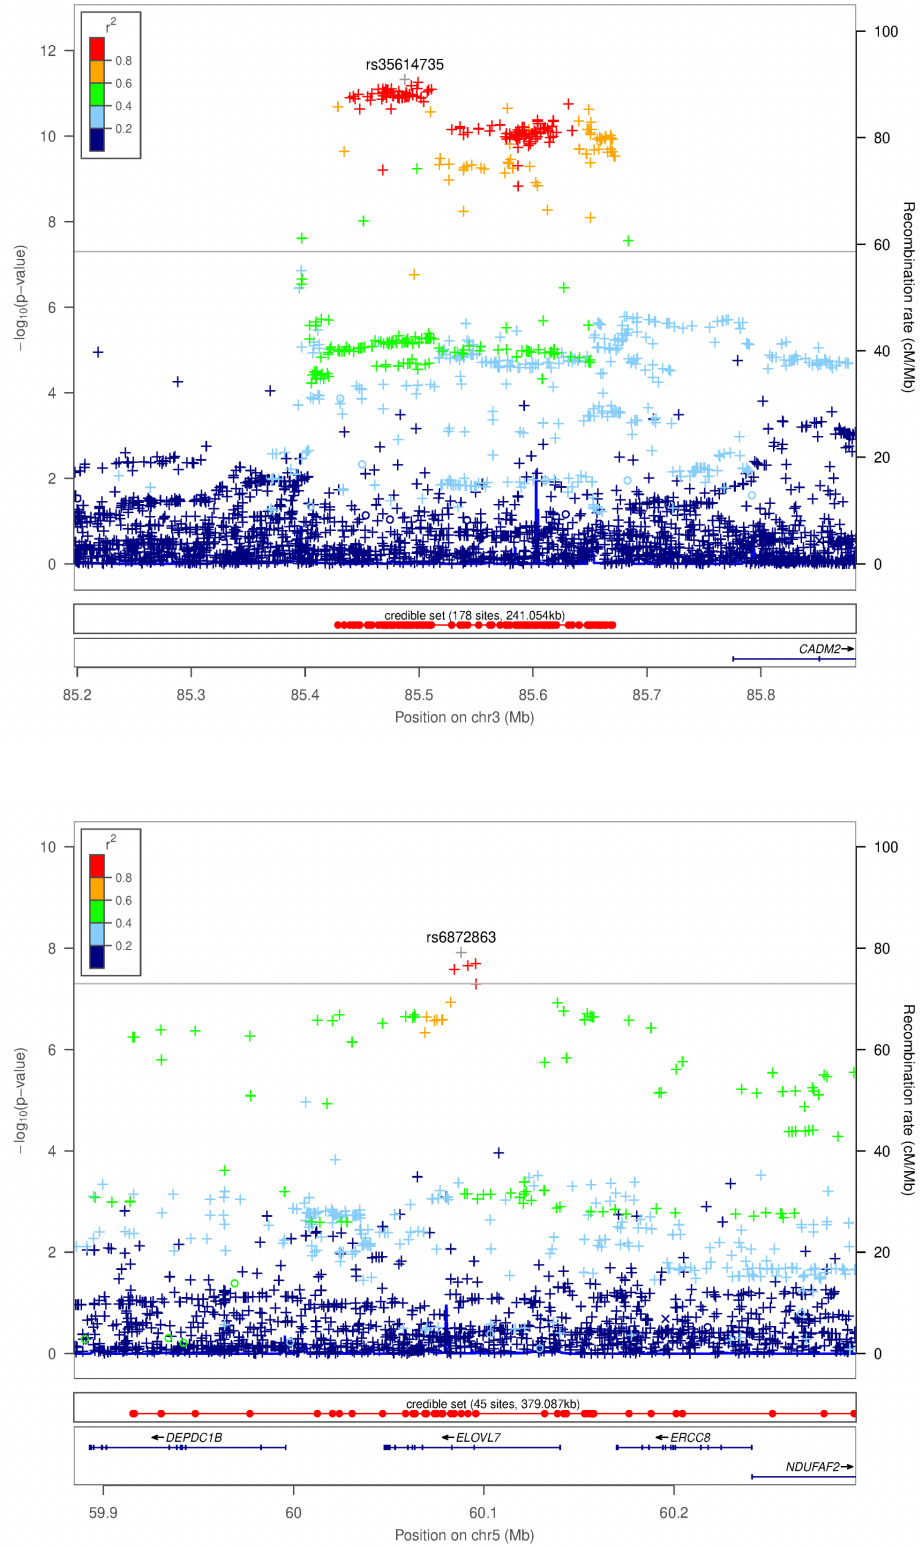 r2
0.8
0.6
0.4
0.2
rs35614735
12
10
8
6
4
2
0
−log10(p−value)
100
80
60
40
20
0
Recombination rate (cM/Mb)
credible set (178 sites, 241.054kb)
CADM2
85.2 85.3 85.4 85.5 85.6 85.7 85.8
Position on chr3 (Mb)
r2
0.8
0.6
0.4
0.2
rs6872863
10
8
6
4
2
0
−log10(p−value)
100
80
60
40
20
0
Recombination rate (cM/Mb)
credible set (45 sites, 379.087kb)
DEPDC1B ELOVL7 ERCC8
NDUFAF2
59.9 60 60.1 60.2
Position on chr5 (Mb)